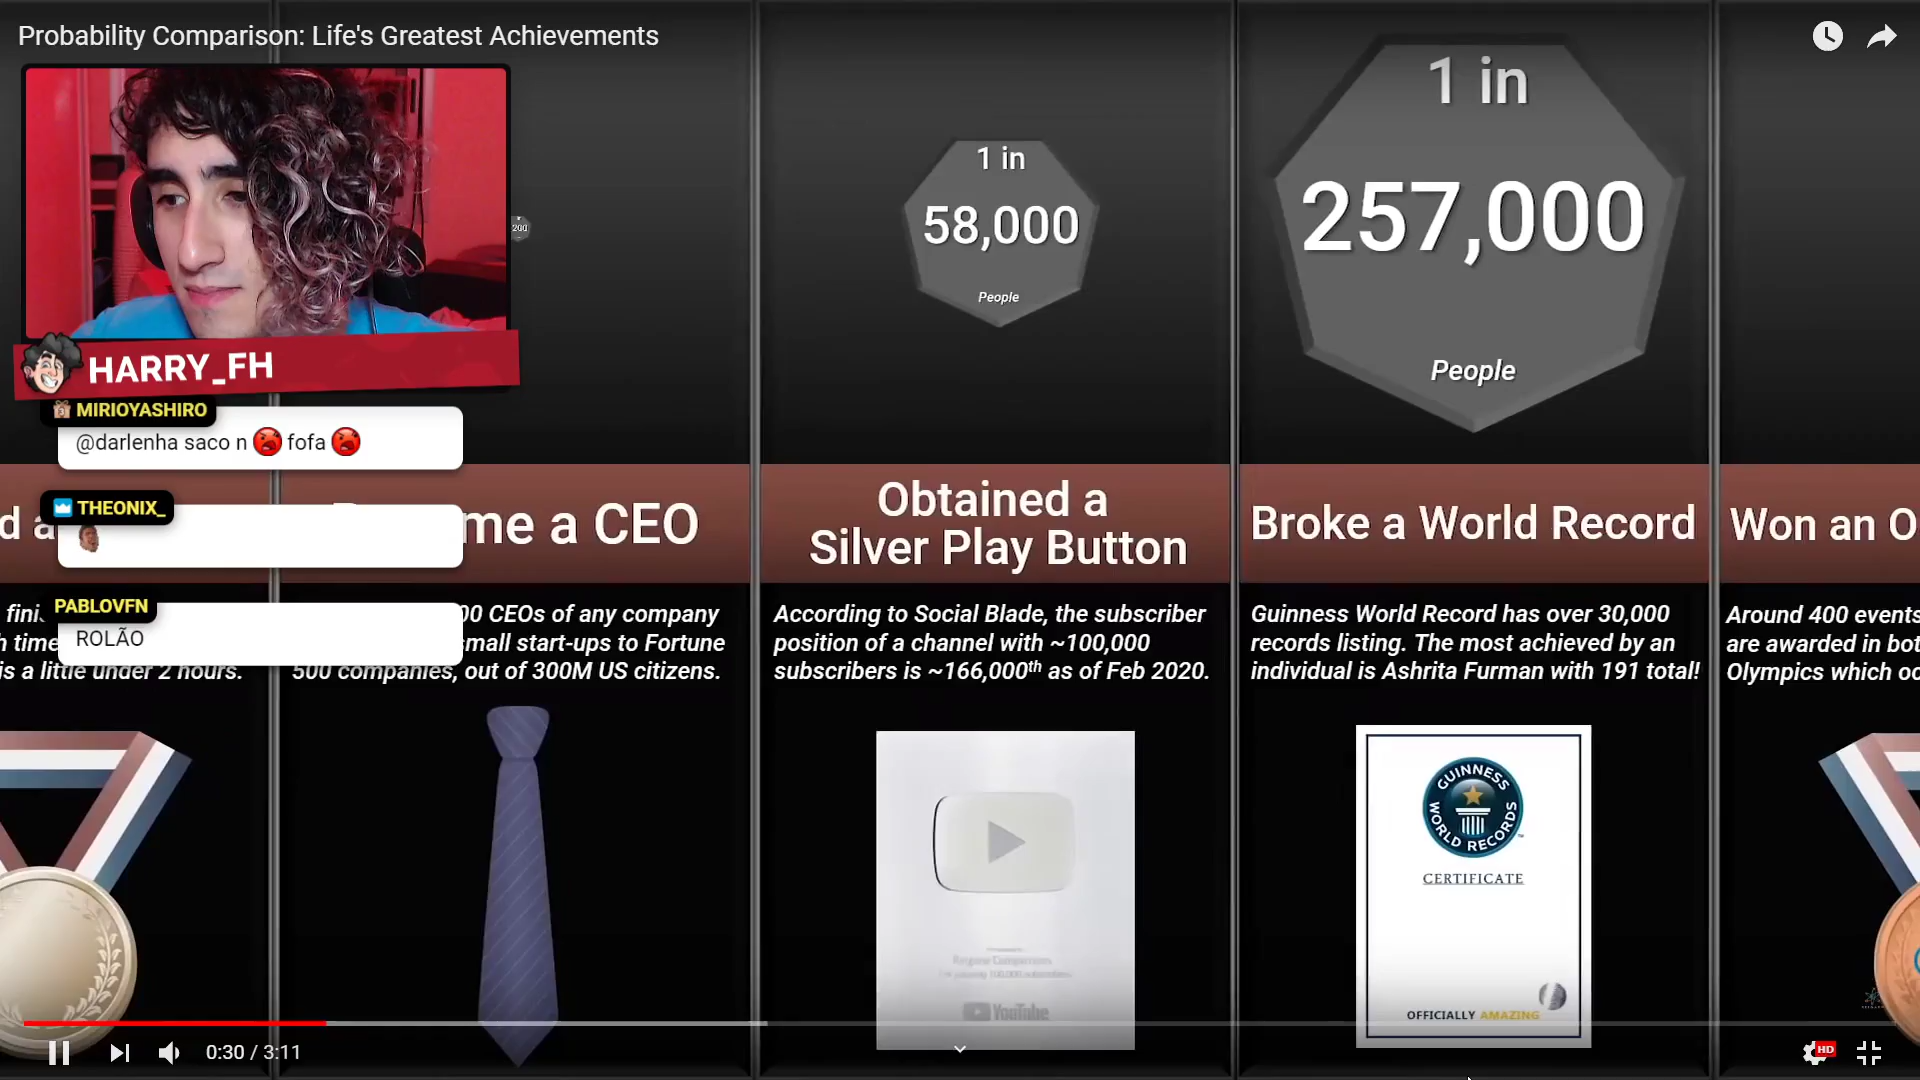 Probability Comparison: Life's Greatest Achievements
HARRY_FH
MIRIOYASHIRO
@darlenha saco n fofa
THEONIX_
PABLOVFN
ROLÃO
200
1 in
58,000
People
1 in
257,000
People
d a
me a CEO
Obtained a
Silver Play Button
Broke a World Record
Won an O
time
is a little under 2 hours.
00 CEOs of any company
small start-ups to Fortune
500 companies, out of 300M US citizens.
According to Social Blade, the subscriber
position of a channel with ~100,000
subscribers is ~166,000th as of Feb 2020.
Guinness World Record has over 30,000
records listing. The most achieved by an
individual is Ashrita Furman with 191 total!
Around 400 events
are awarded in bot
Olympics which oc
YouTube
GUINNESS
WORLD RECORDS
CERTIFICATE
OFFICIALLY AMAZING
0:30 / 3:11
HD